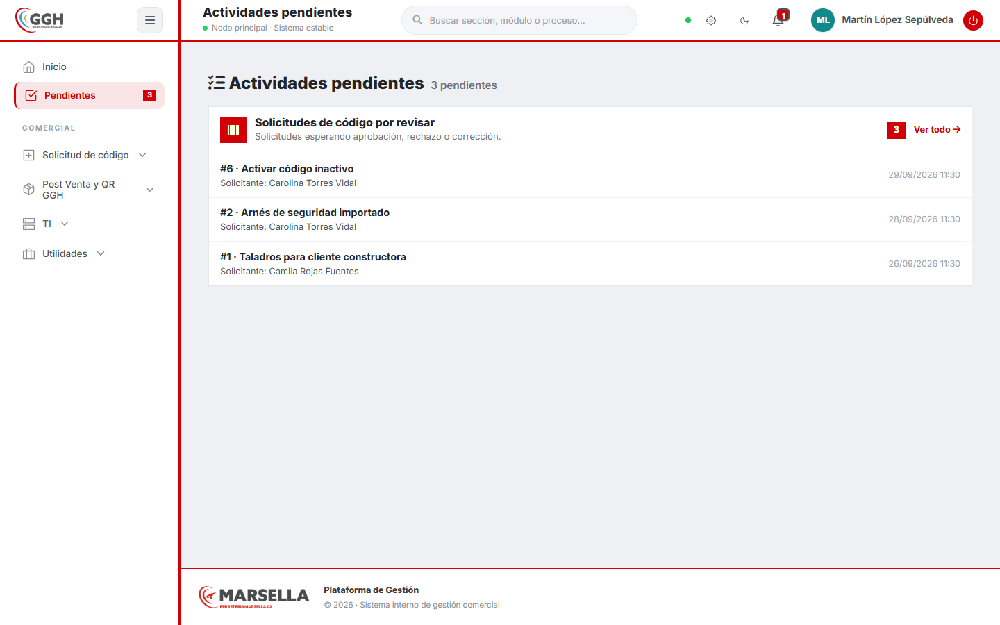 GGH
Inicio
Pendientes 3
COMERCIAL
Solicitud de código
Post Venta y QR
GGH
TI
Utilidades
Actividades pendientes
Nodo principal · Sistema estable
Buscar sección, módulo o proceso...
1
ML
Martín López Sepúlveda
Actividades pendientes 3 pendientes
Solicitudes de código por revisar
Solicitudes esperando aprobación, rechazo o corrección.
3 Ver todo
#6 · Activar código inactivo
Solicitante: Carolina Torres Vidal
29/09/2026 11:30
#2 · Arnés de seguridad importado
Solicitante: Carolina Torres Vidal
28/09/2026 11:30
#1 · Taladros para cliente constructora
Solicitante: Camila Rojas Fuentes
26/09/2026 11:30
MARSELLA
FERRETERIAMARSELLA.CL
Plataforma de Gestión
© 2026 · Sistema interno de gestión comercial